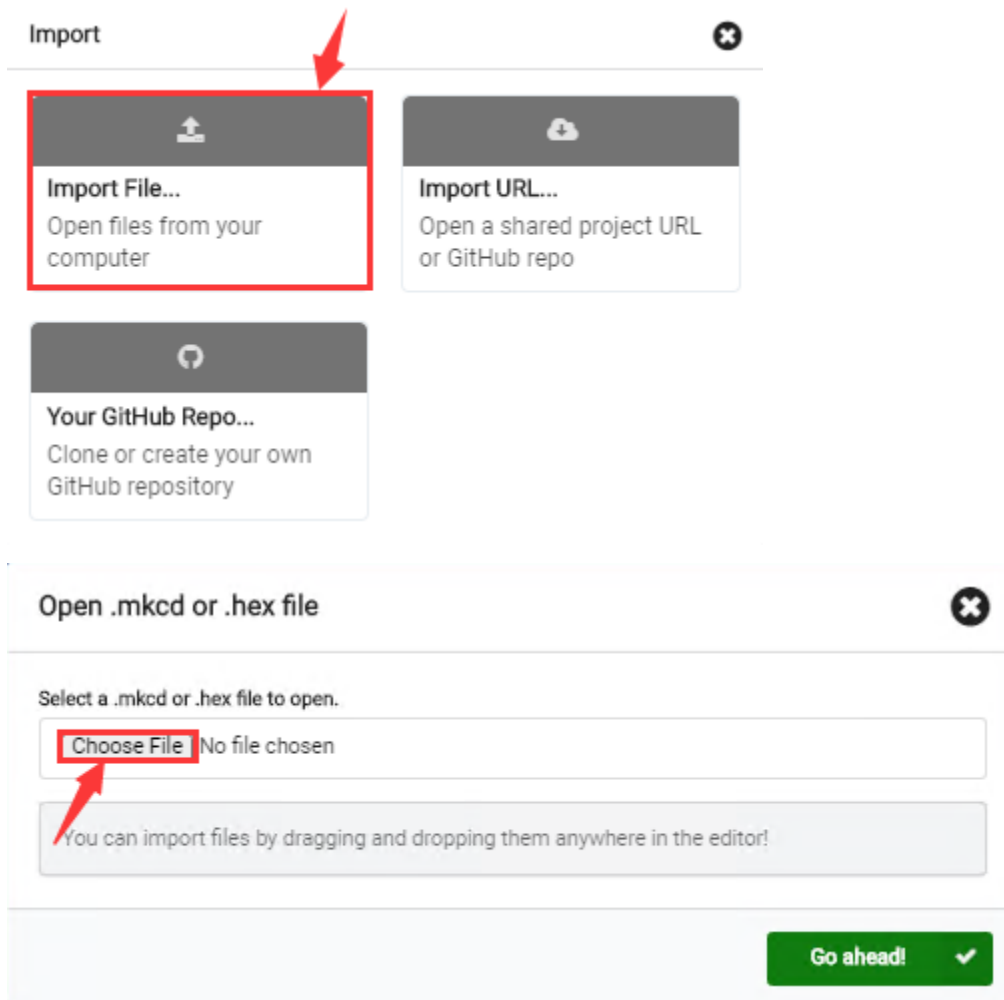 Import
Import File...
Open files from your
computer
Import URL...
Open a shared project URL
or GitHub repo
Your GitHub Repo...
Clone or create your own
GitHub repository
Open .mkcd or .hex file
Select a .mkcd or .hex file to open.
Choose File No file chosen
You can import files by dragging and dropping them anywhere in the editor!
Go ahead!